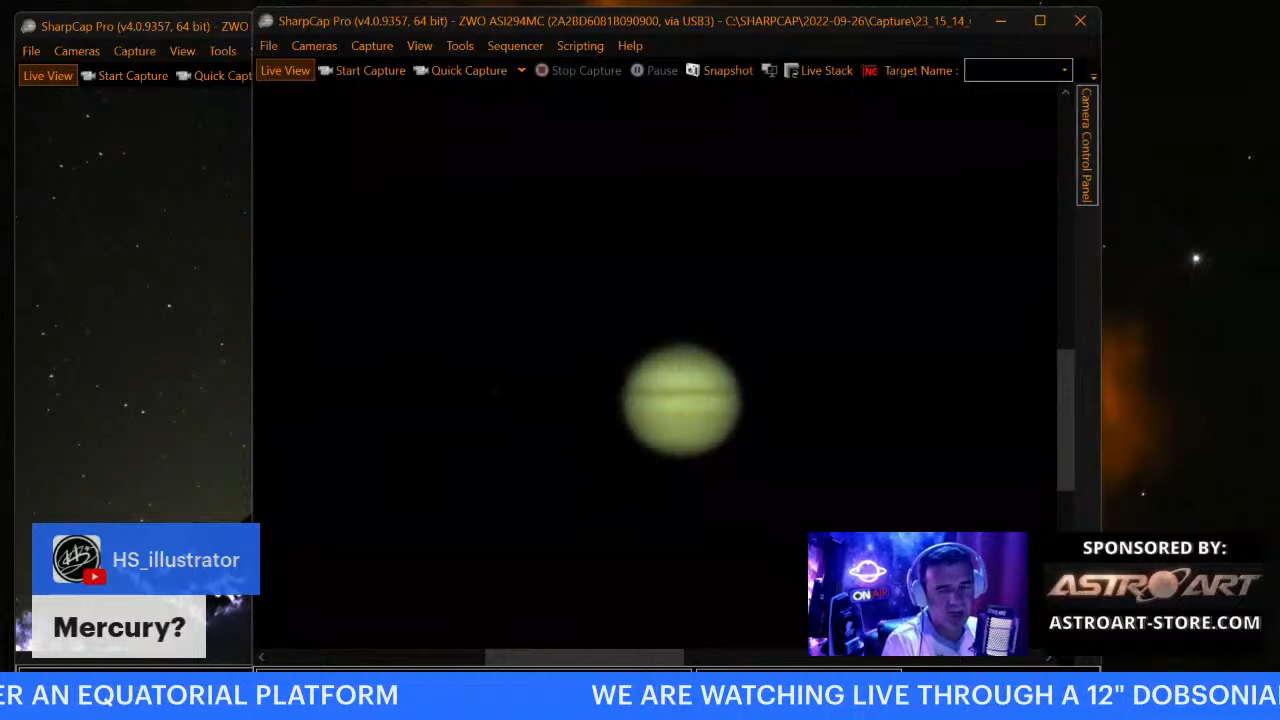 SharpCap Pro (v4.0.9357, 64 bit) - ZWO
File Cameras Capture View Tools
Live View Start Capture Quick Capt
SharpCap Pro (v4.0.9357, 64 bit) - ZWO ASI294MC (2A2BD6081B090900, via USB3) - C:\SHARPCAP\2022-09-26\Capture\23_15_14_
File Cameras Capture View Tools Sequencer Scripting Help
Live View Start Capture Quick Capture Stop Capture Pause Snapshot Live Stack Target Name :
Camera Control Panel
HS_illustrator
Mercury?
ON AIR
SPONSORED BY:
ASTROART
ASTROART-STORE.COM
ER AN EQUATORIAL PLATFORM WE ARE WATCHING LIVE THROUGH A 12" DOBSONIA